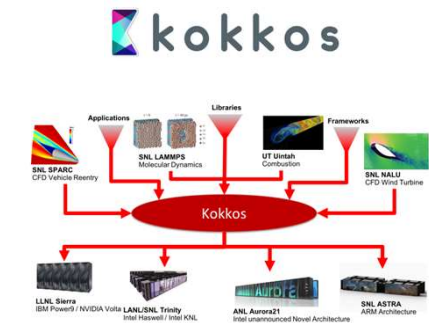 kokkos
Applications
Libraries
Frameworks
SNL LAMMPS
Molecular Dynamics
UT Uintah
Combustion
SNL SPARC
CFD Vehicle Reentry
SNL NALU
CFD Wind Turbine
Kokkos
LLNL Sierra
IBM Power9 / NVIDIA Volta
LANL/SNL Trinity
Intel Haswell / Intel KNL
Aurora
ANL Aurora21
Intel unannounced Novel Architecture
SNL ASTRA
ARM Architecture